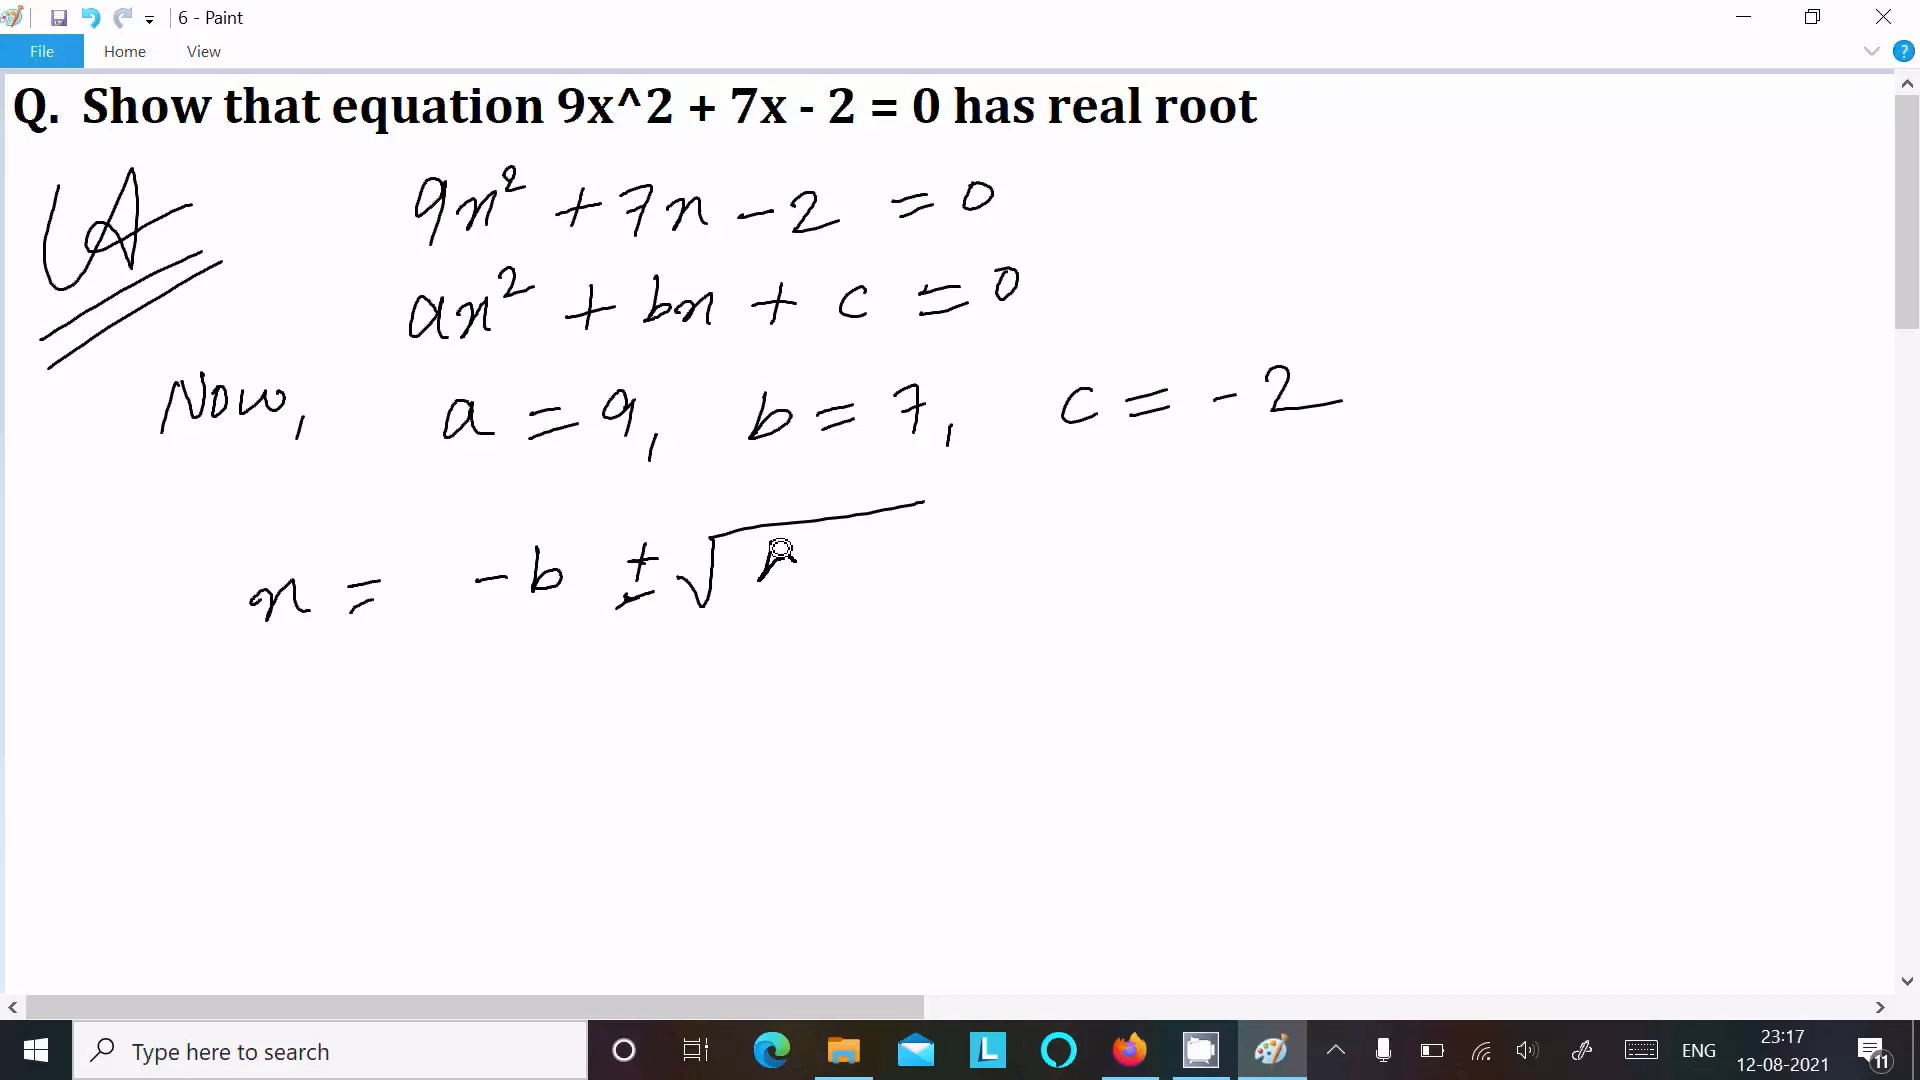 6 - Paint
File Home View
Q. Show that equation 9x^2 + 7x - 2 = 0 has real root
A
9x² + 7x - 2 = 0
ax² + bx + c = 0
Now, a = 9, b = 7, c = - 2
x = - b ± √
Type here to search
ENG
23:17
12-08-2021
11